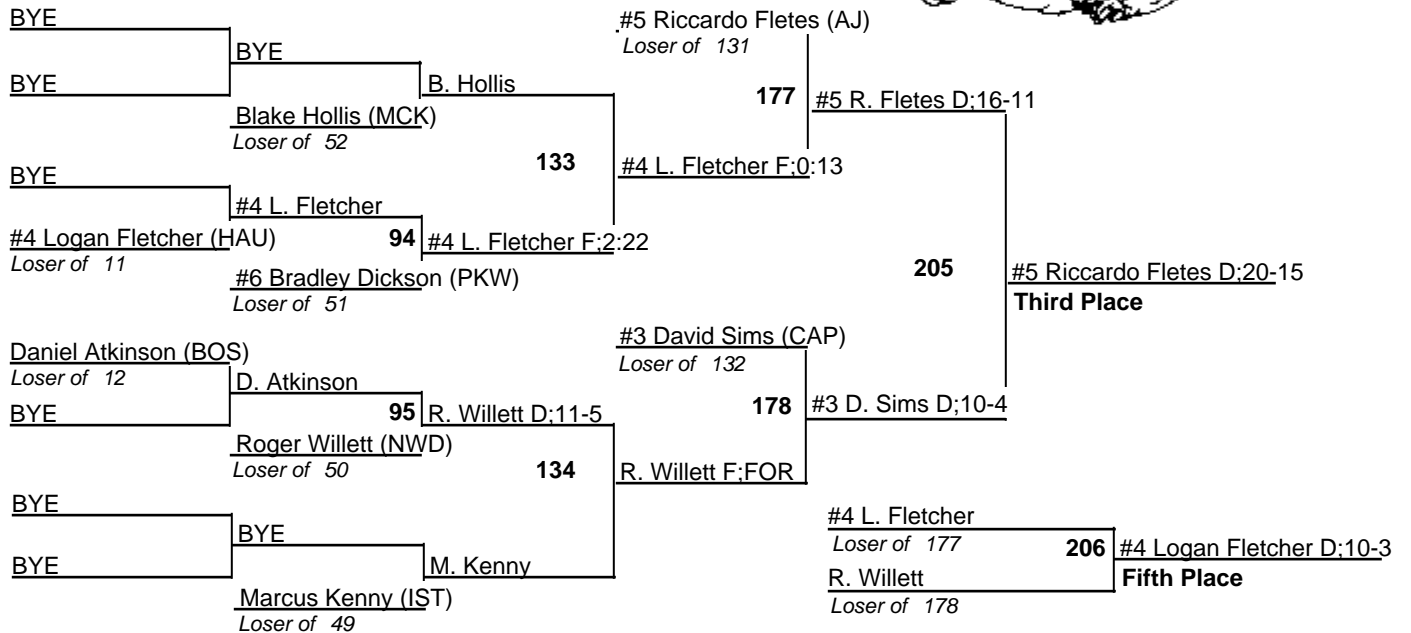 BYE
BYE
BYE
B. Hollis
Blake Hollis (MCK)
Loser of 52
133
BYE
#4 L. Fletcher
#4 Logan Fletcher (HAU)
Loser of 11
94
#4 L. Fletcher F;2:22
#6 Bradley Dickson (PKW)
Loser of 51
Daniel Atkinson (BOS)
Loser of 12
D. Atkinson
BYE
95
R. Willett D;11-5
Roger Willett (NWD)
Loser of 50
134
BYE
BYE
BYE
M. Kenny
Marcus Kenny (IST)
Loser of 49
#5 Riccardo Fletes (AJ)
Loser of 131
177
#5 R. Fletes D;16-11
#4 L. Fletcher F;0:13
205
#5 Riccardo Fletes D;20-15
Third Place
#3 David Sims (CAP)
Loser of 132
178
#3 D. Sims D;10-4
R. Willett F;FOR
#4 L. Fletcher
Loser of 177
206
#4 Logan Fletcher D;10-3
R. Willett
Fifth Place
Loser of 178